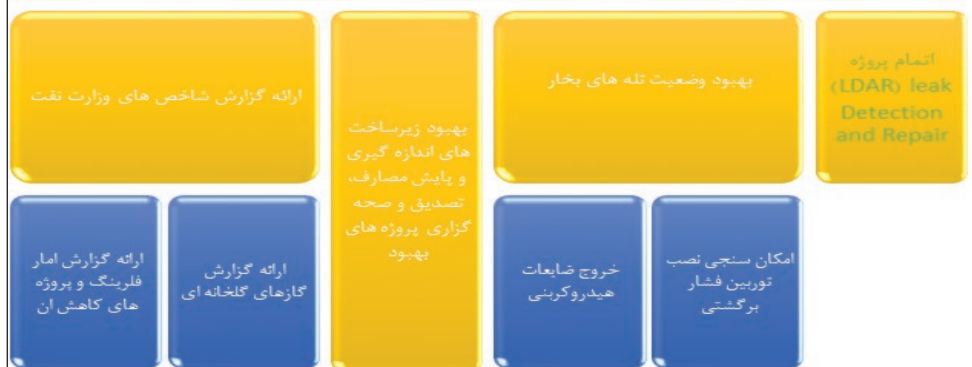 اتمام پروژه
(LDAR) leak
Detection
and Repair
بهبود وضعیت تله های بخار
بهبود زیرساخت
های اندازه گیری
و پایش مصارف،
تصدیق و صحه
گزاری پروژه های
بهبود
ارائه گزارش شاخص های وزارت نفت
امکان سنجی نصب
توربین فشار
برگشتی
خروج ضایعات
هیدروکربنی
ارائه گزارش
گازهای گلخانه ای
ارائه گزارش امار
فلرینگ و پروژه
های کاهش ان